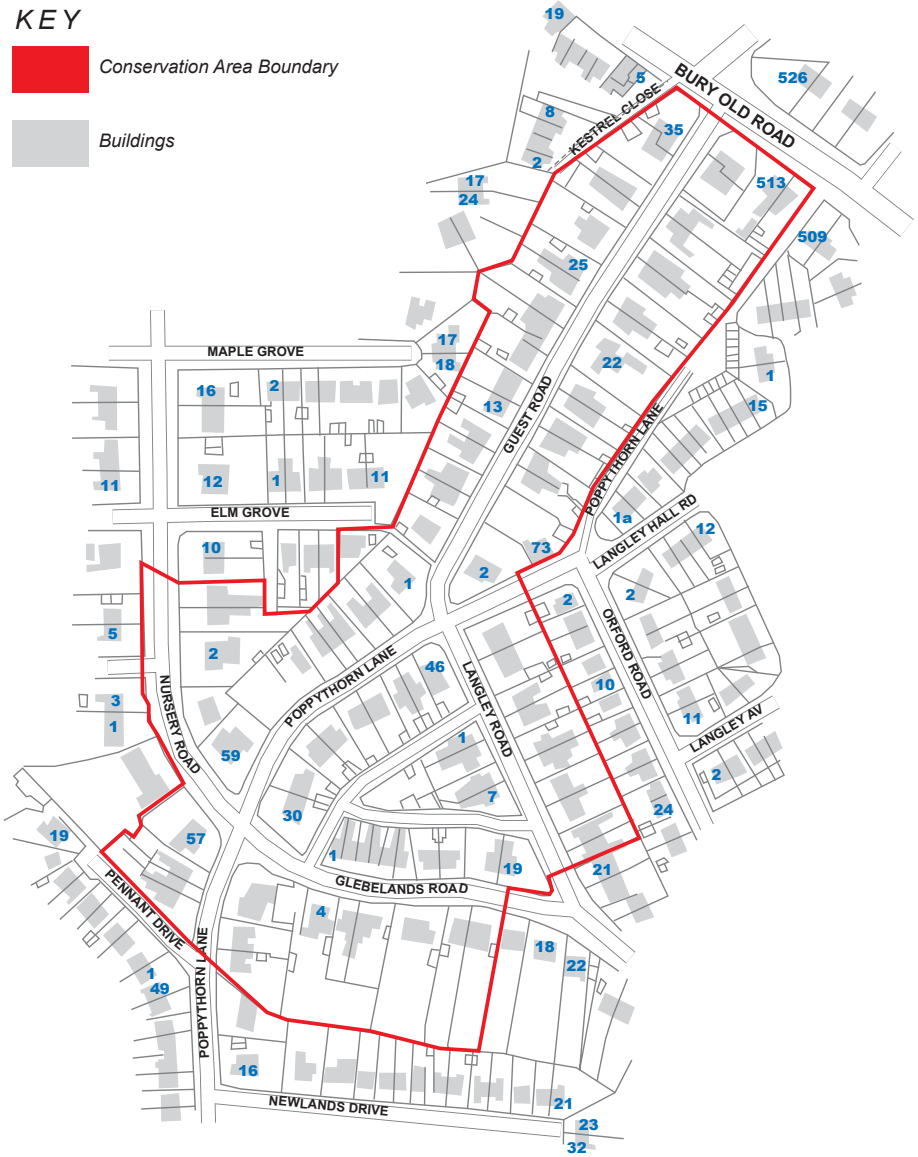 KEY
Conservation Area Boundary
Buildings
19
5
BURY OLD ROAD
526
8
KESTREL CLOSE
35
2
17
24
513
509
25
MAPLE GROVE
17
18
22
1
16
2
13
GUEST ROAD
15
POPPYTHORN LANE
11
12
1
11
1a
LANGLEY HALL RD
ELM GROVE
12
10
73
2
1
2
2
ORFORD ROAD
5
2
POPPYTHORN LANE
46
LANGLEY ROAD
10
NURSERY ROAD
3
1
59
1
11
LANGLEY AV
7
2
30
24
19
57
1
19
21
PENNANT DRIVE
GLEBELANDS ROAD
4
18
22
POPPYTHORN LANE
1
49
16
NEWLANDS DRIVE
21
23
32